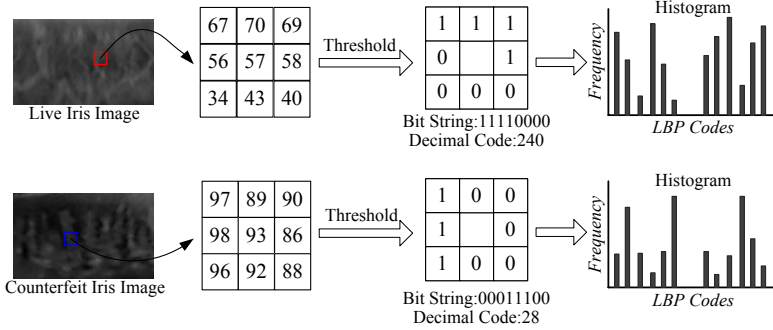 67 70 69
56 57 58
34 43 40
Live Iris Image
Threshold
1 1 1
0 1
0 0 0
Bit String:11110000
Decimal Code:240
Histogram
Frequency
LBP Codes
97 89 90
98 93 86
96 92 88
Counterfeit Iris Image
Threshold
1 0 0
1 0
1 0 0
Bit String:00011100
Decimal Code:28
Histogram
Frequency
LBP Codes